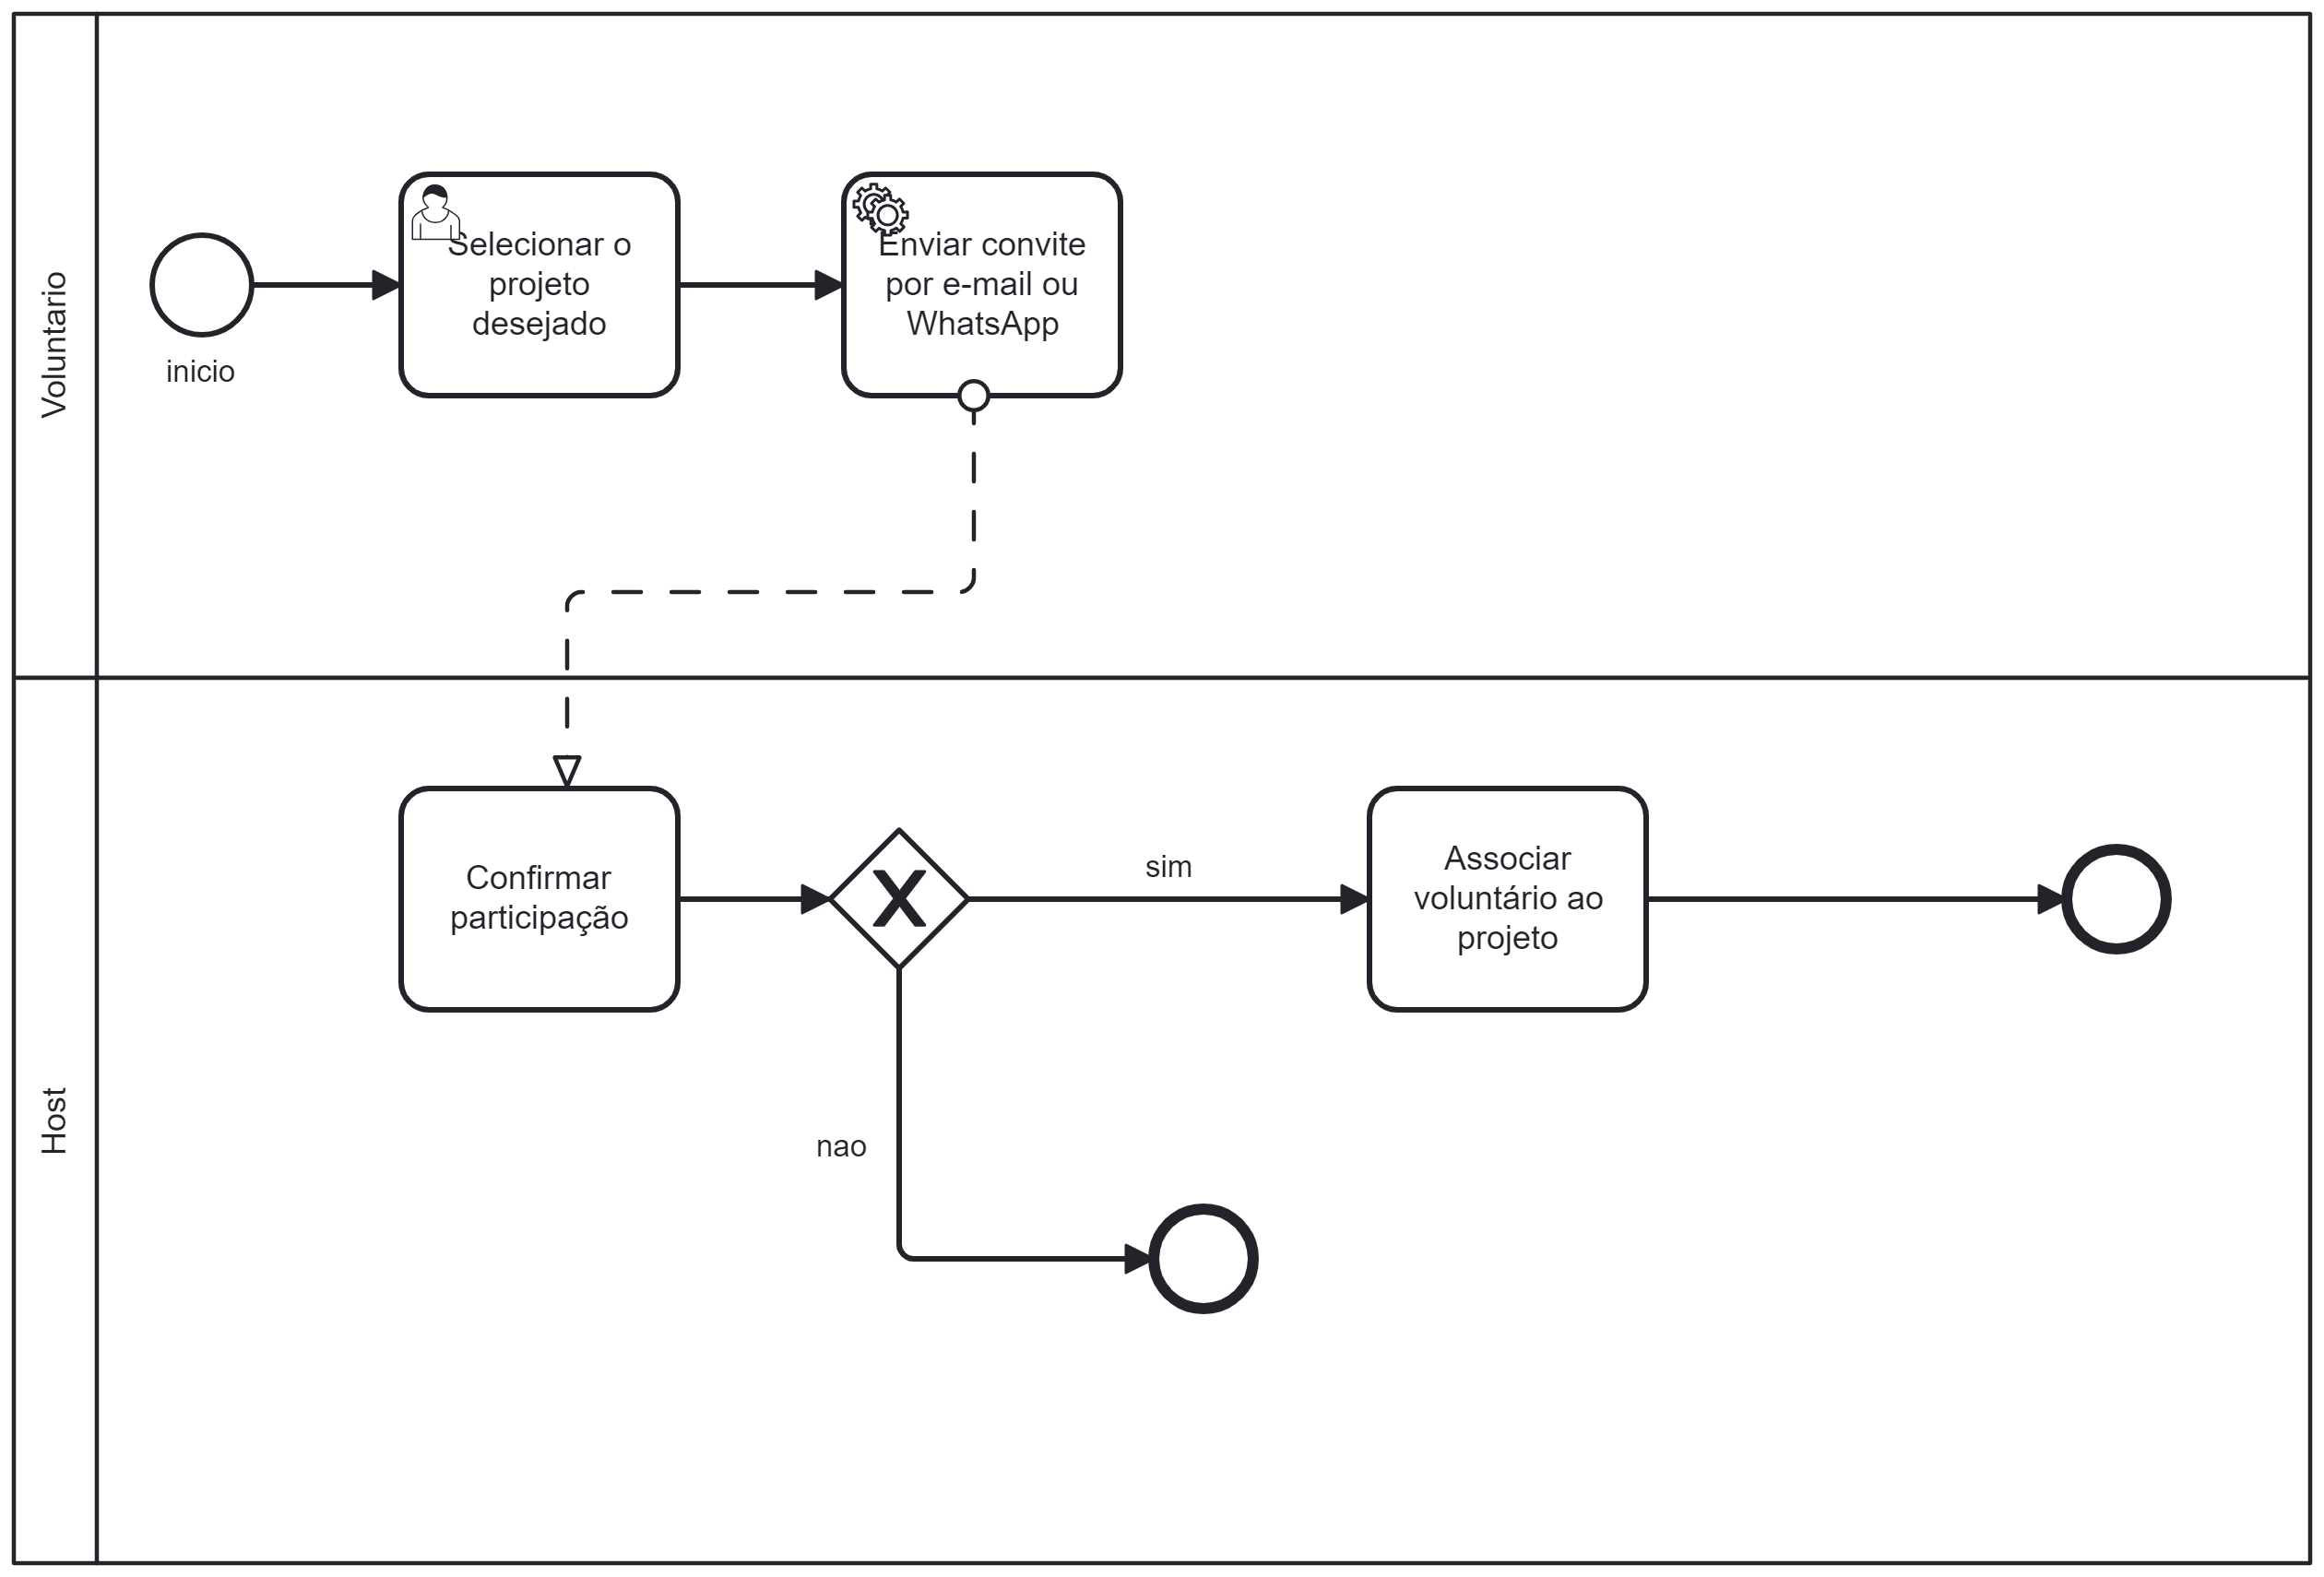 Voluntario
inicio
Selecionar o
projeto
desejado
Enviar convite
por e-mail ou
WhatsApp
Host
Confirmar
participação
sim
nao
Associar
voluntário ao
projeto